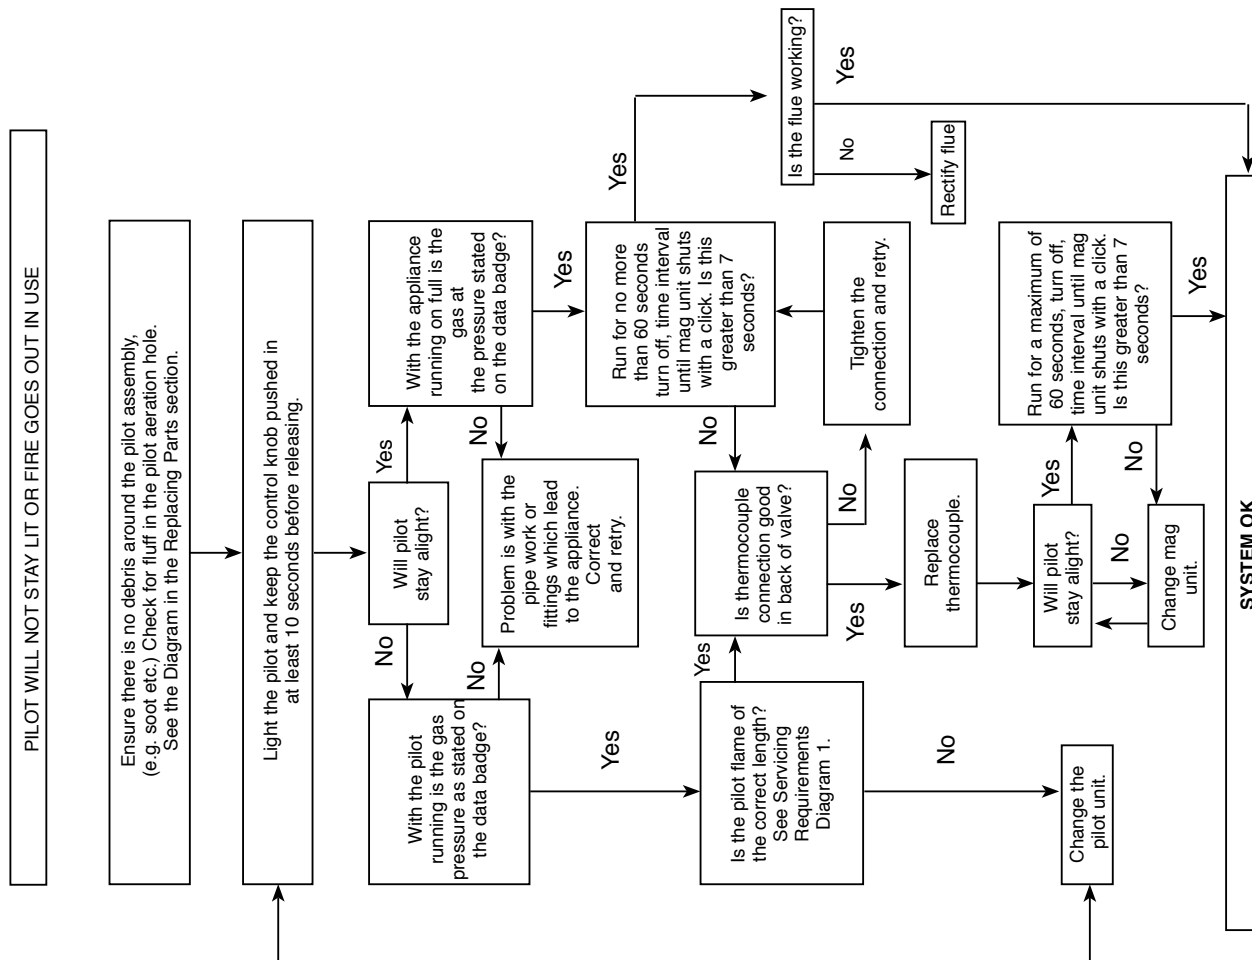 PILOT WILL NOT STAY LIT OR FIRE GOES OUT IN USE
Ensure there is no debris around the pilot assembly,
(e.g. soot etc.) Check for fluff in the pilot aeration hole.
See the Diagram in the Replacing Parts section.
Light the pilot and keep the control knob pushed in
at least 10 seconds before releasing.
Will pilot
stay alight?
No
Yes
With the pilot
running is the gas
pressure as stated on
the data badge?
With the appliance
running on full is the
gas at
the pressure stated
on the data badge?
No
No
Problem is with the
pipe work or
fittings which lead
to the appliance.
Correct
and retry.
Yes
Yes
Run for no more
than 60 seconds
turn off, time interval
until mag unit shuts
with a click. Is this
greater than 7
seconds?
Yes
Is the flue working?
Yes
No
Rectify flue
Is the pilot flame of
the correct length?
See Servicing
Requirements
Diagram 1.
Yes
No
Is thermocouple
connection good
in back of valve?
No
Tighten the
connection and retry.
Yes
Replace
thermocouple.
No
Change the
pilot unit.
Will pilot
stay alight?
Yes
No
Run for a maximum of
60 seconds, turn off,
time interval until mag
unit shuts with a click.
Is this greater than 7
seconds?
No
Change mag
unit.
Yes
SYSTEM OK